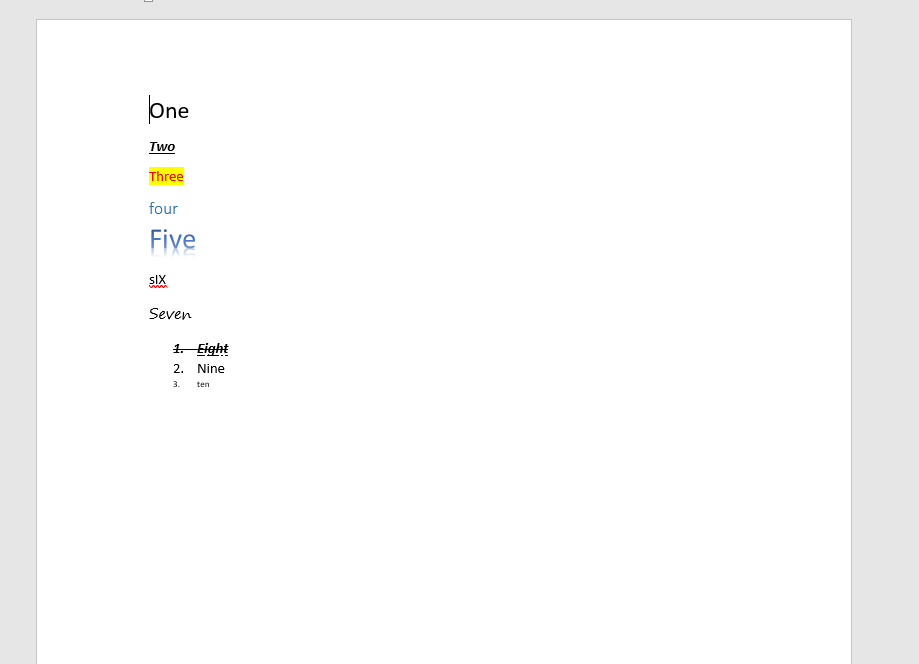 One
Two
Three
four
Five
sIX
Seven
1. Eight
2. Nine
3. ten